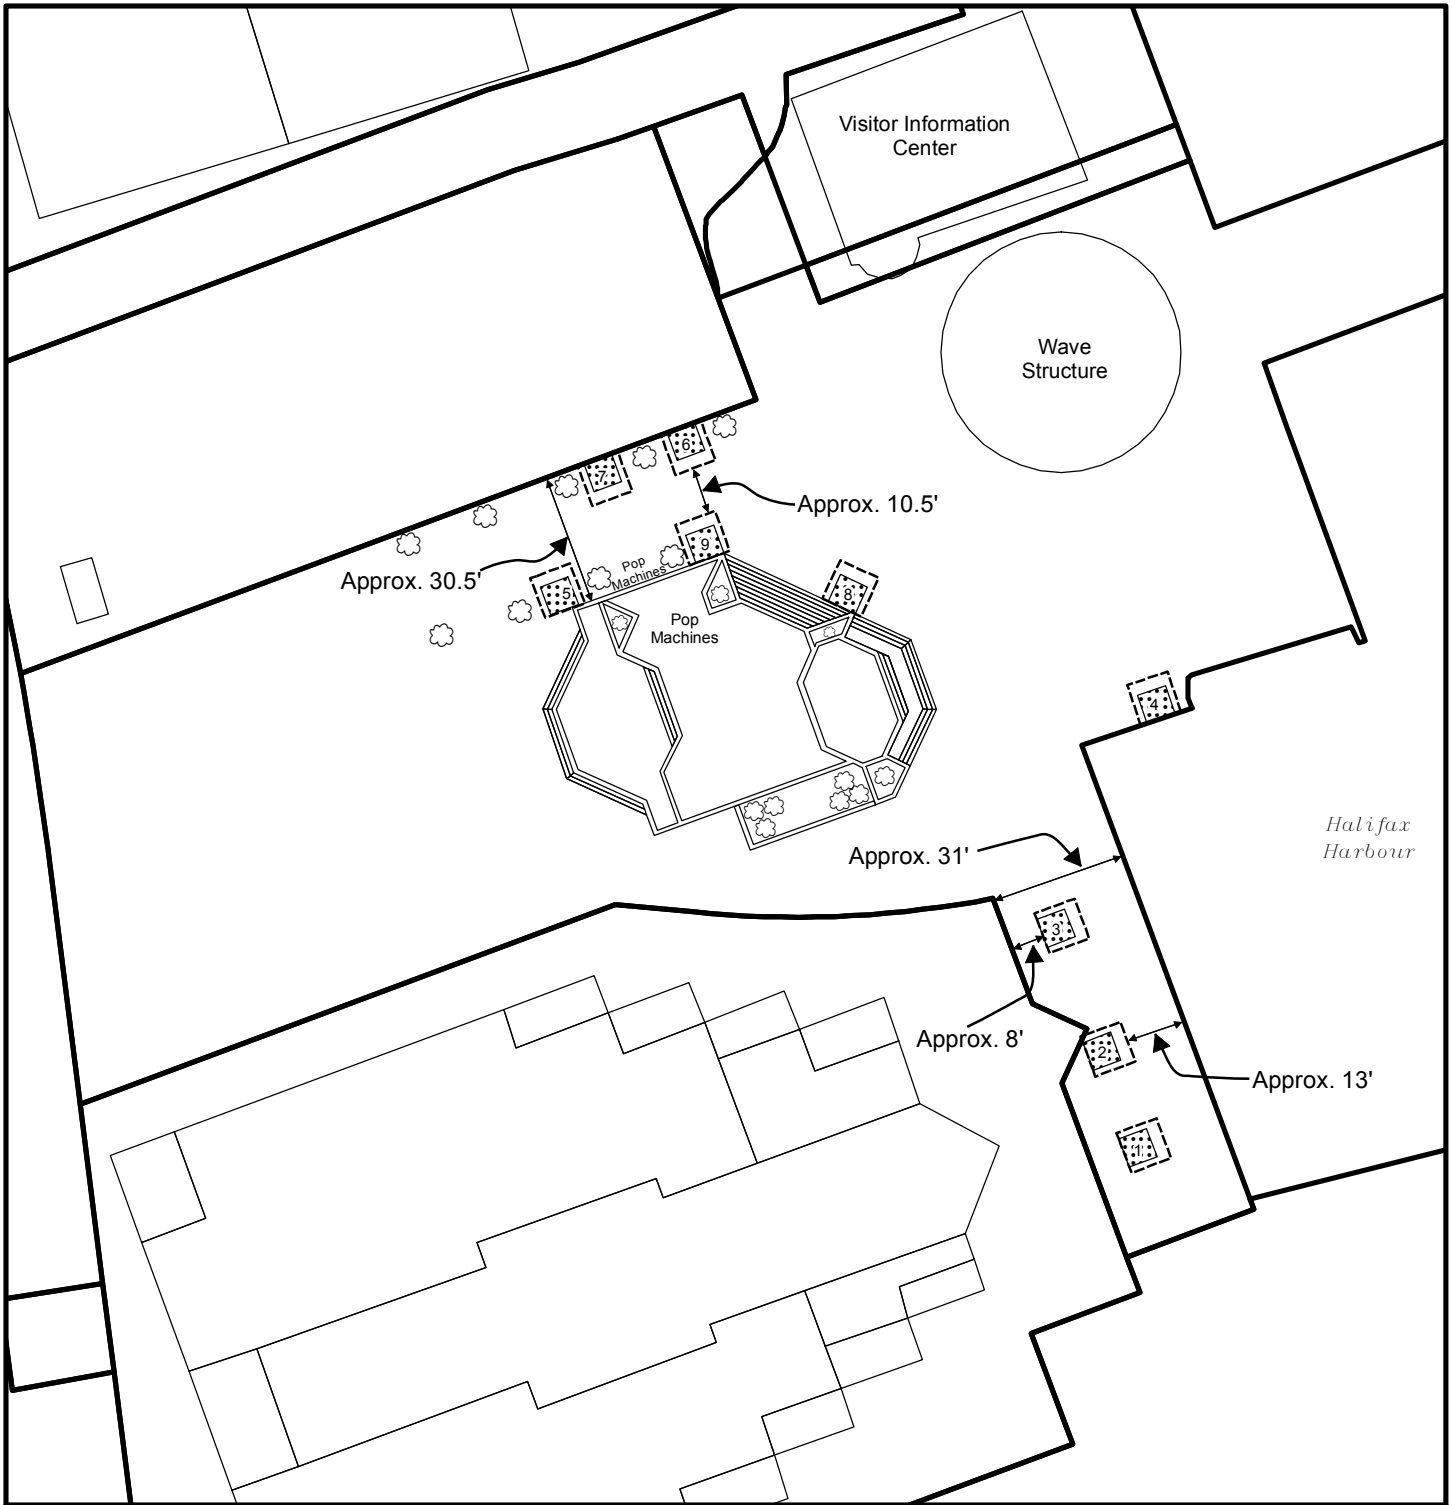 Visitor Information
Center
Wave
Structure
6
7
Approx. 10.5'
9
Pop
Machines
Approx. 30.5'
5
8
Pop
Machines
4
Halifax
Harbour
Approx. 31'
3
Approx. 8'
2
Approx. 13'
1